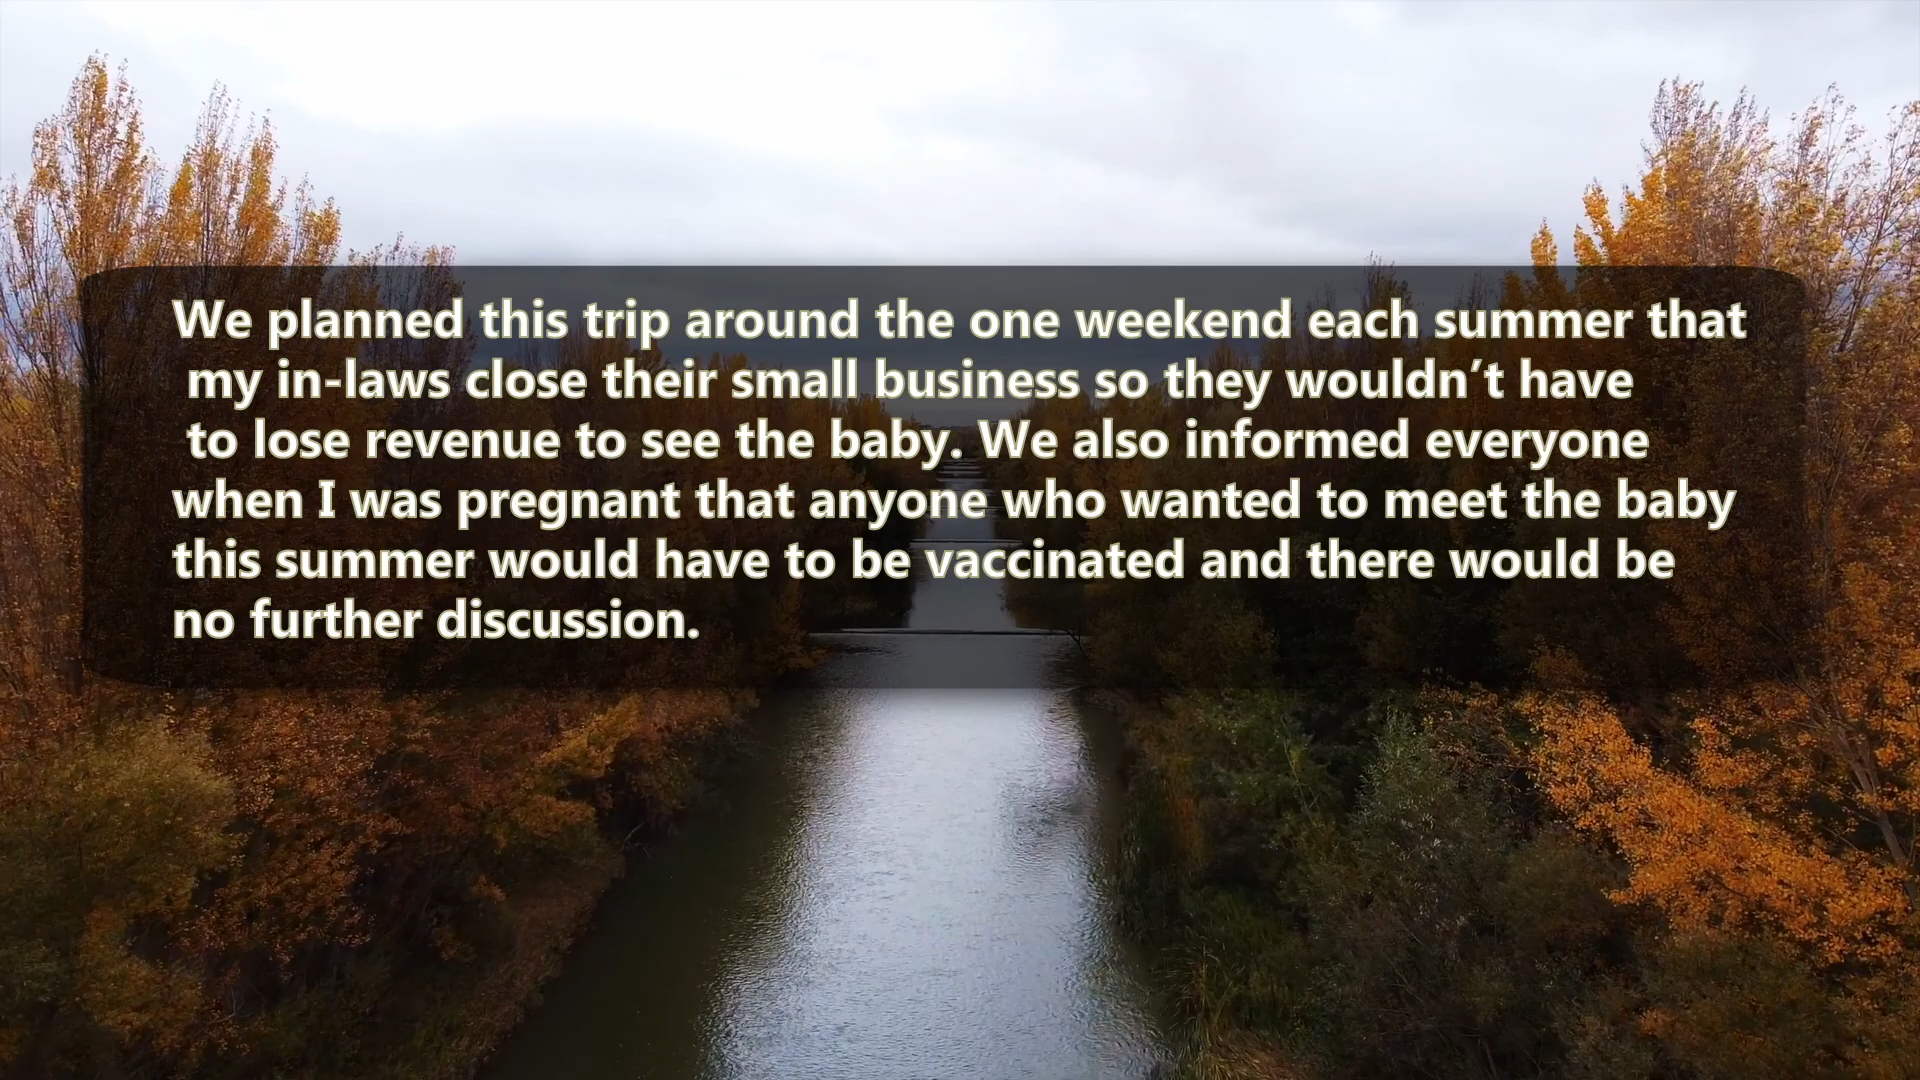 We planned this trip around the one weekend each summer that
my in-laws close their small business so they wouldn’t have
to lose revenue to see the baby. We also informed everyone
when I was pregnant that anyone who wanted to meet the baby
this summer would have to be vaccinated and there would be
no further discussion.